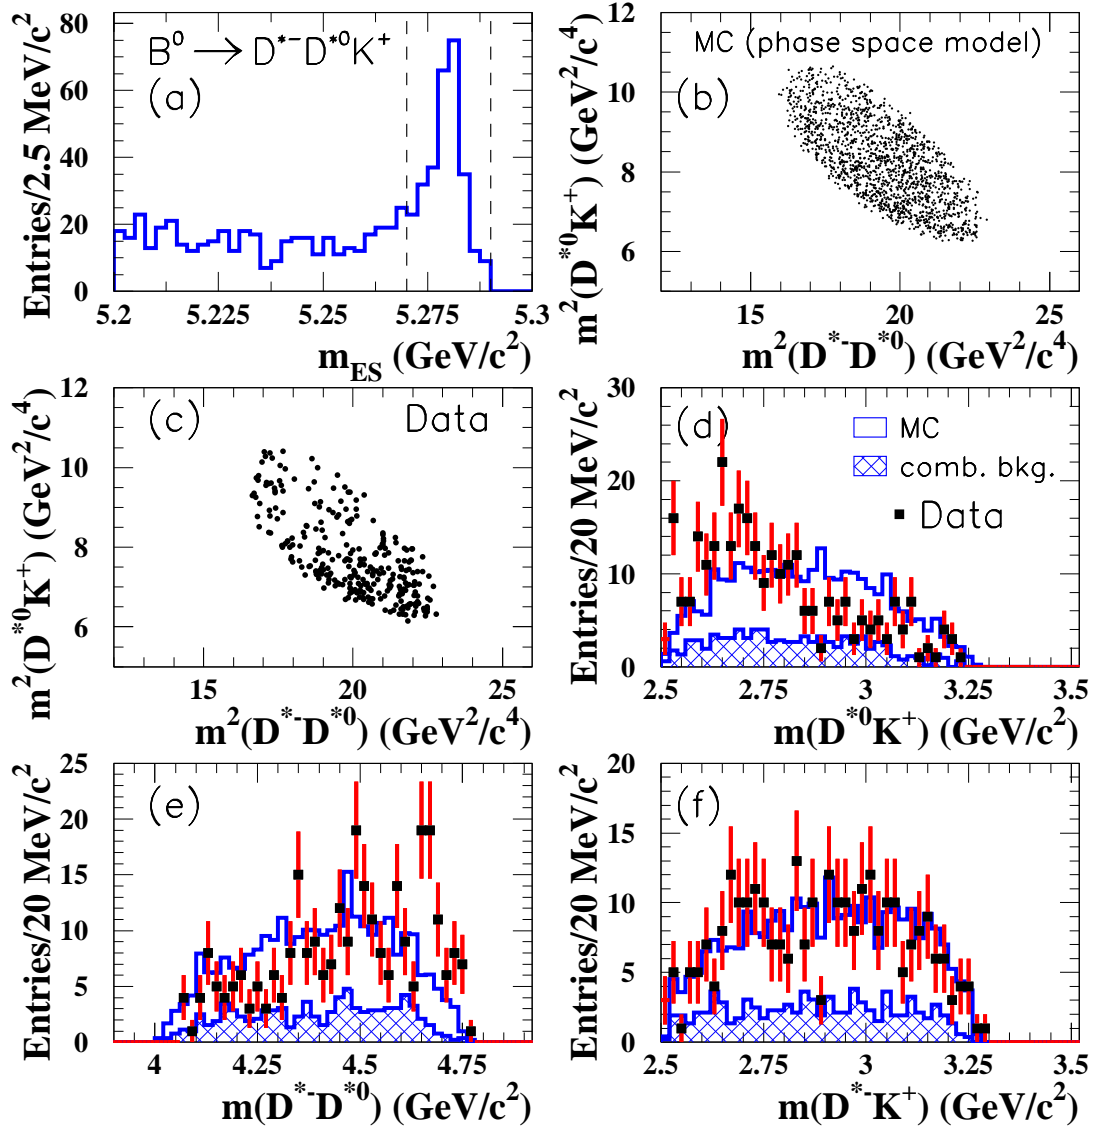 Entries/2.5 MeV/c²
80
60
40
20
0
B⁰ → D*⁻D*⁰K⁺
(a)
5.2 5.225 5.25 5.275 5.3
m_ES (GeV/c²)
m²(D*⁰K⁺) (GeV²/c⁴)
12
10
8
6
MC (phase space model)
(b)
15 20 25
m²(D*⁻D*⁰) (GeV²/c⁴)
m²(D*⁰K⁺) (GeV²/c⁴)
12
10
8
6
(c) Data
15 20 25
m²(D*⁻D*⁰) (GeV²/c⁴)
Entries/20 MeV/c²
30
20
10
0
(d)
MC
comb. bkg.
Data
2.5 2.75 3 3.25 3.5
m(D*⁰K⁺) (GeV/c²)
Entries/20 MeV/c²
25
20
15
10
5
0
(e)
4 4.25 4.5 4.75
m(D*⁻D*⁰) (GeV/c²)
Entries/20 MeV/c²
20
15
10
5
0
(f)
2.5 2.75 3 3.25 3.5
m(D*⁻K⁺) (GeV/c²)